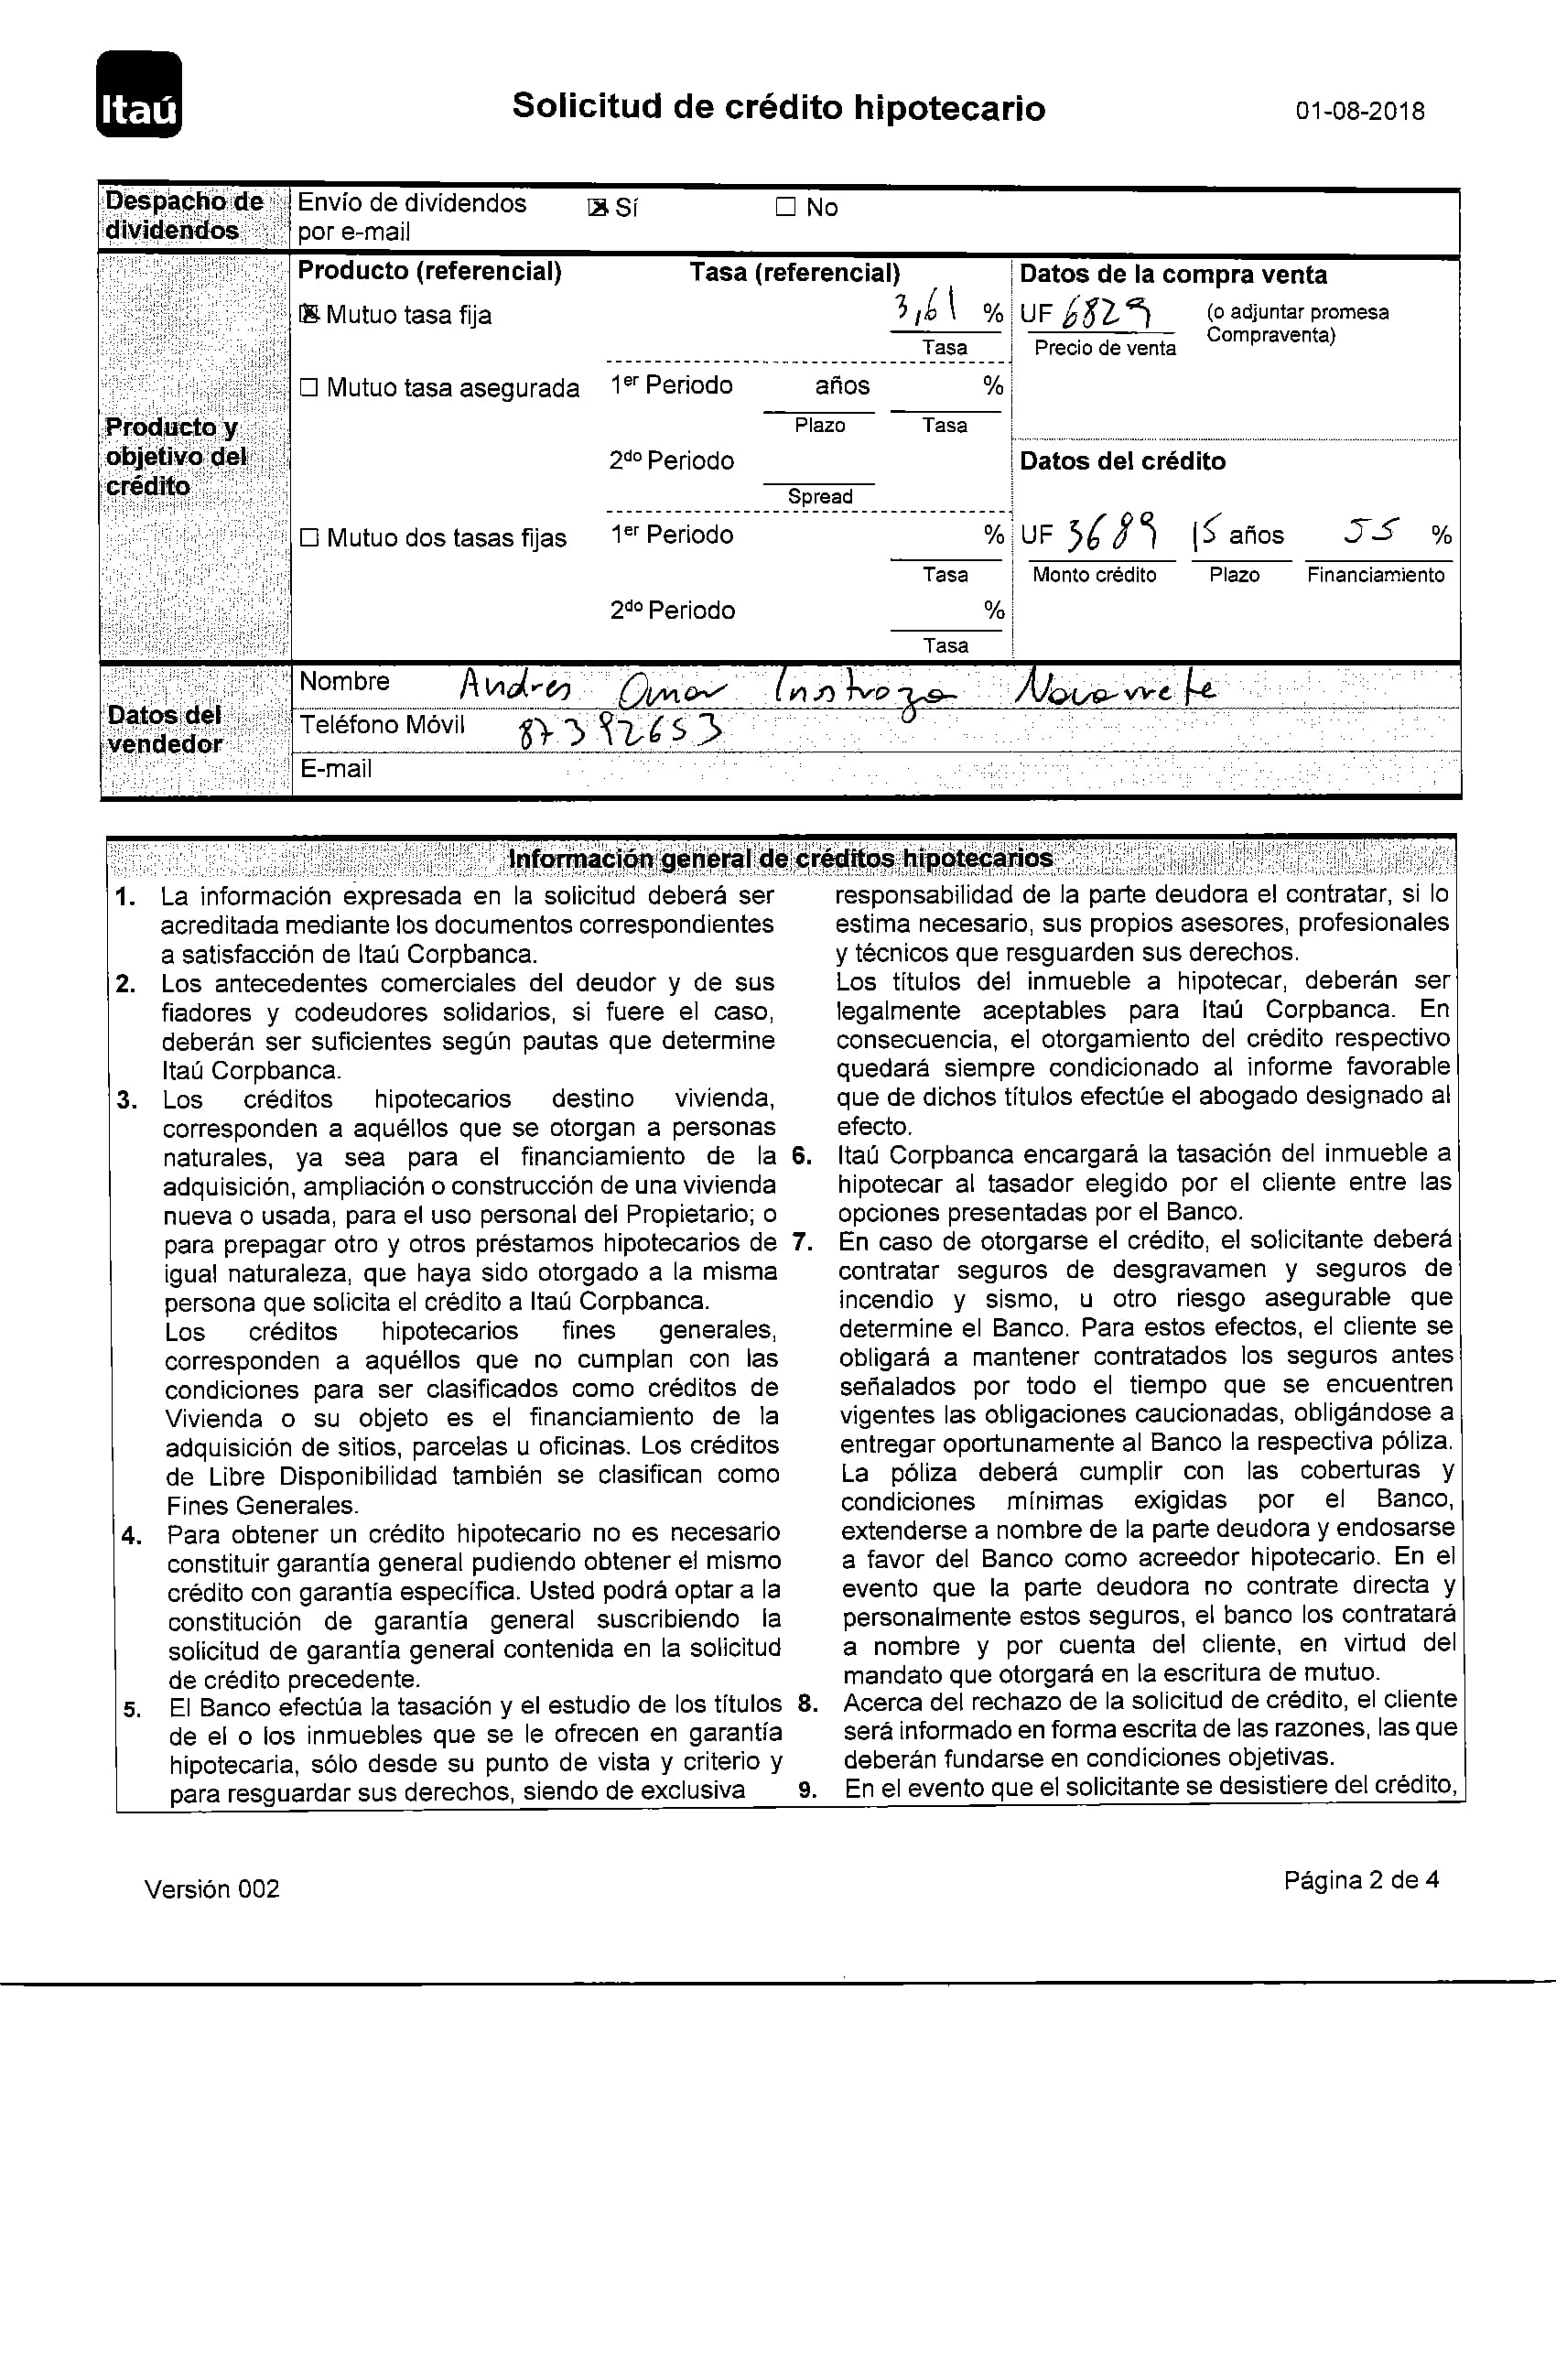 Itaú
Solicitud de crédito hipotecario
01-08-2018
Despacho de dividendos
Envío de dividendos por e-mail
☒ Sí
☐ No
Producto y objetivo del crédito
Producto (referencial)
Tasa (referencial)
☒ Mutuo tasa fija
3,61 %
Tasa
☐ Mutuo tasa asegurada
1er Periodo
años
%
Plazo
Tasa
2do Periodo
Spread
☐ Mutuo dos tasas fijas
1er Periodo
%
Tasa
2do Periodo
%
Tasa
Datos de la compra venta
UF 6829
(o adjuntar promesa
Compraventa)
Precio de venta
Datos del crédito
UF 3689
15 años
55 %
Monto crédito
Plazo
Financiamiento
Datos del vendedor
Nombre Andres Omar Inostroza Navarrete
Teléfono Móvil 87392653
E-mail
Información general de créditos hipotecarios
1. La información expresada en la solicitud deberá ser
acreditada mediante los documentos correspondientes
a satisfacción de Itaú Corpbanca.
2. Los antecedentes comerciales del deudor y de sus
fiadores y codeudores solidarios, si fuere el caso,
deberán ser suficientes según pautas que determine
Itaú Corpbanca.
3. Los créditos hipotecarios destino vivienda,
corresponden a aquéllos que se otorgan a personas
naturales, ya sea para el financiamiento de la
adquisición, ampliación o construcción de una vivienda
nueva o usada, para el uso personal del Propietario; o
para prepagar otro y otros préstamos hipotecarios de
igual naturaleza, que haya sido otorgado a la misma
persona que solicita el crédito a Itaú Corpbanca.
Los créditos hipotecarios fines generales,
corresponden a aquéllos que no cumplan con las
condiciones para ser clasificados como créditos de
Vivienda o su objeto es el financiamiento de la
adquisición de sitios, parcelas u oficinas. Los créditos
de Libre Disponibilidad también se clasifican como
Fines Generales.
4. Para obtener un crédito hipotecario no es necesario
constituir garantía general pudiendo obtener el mismo
crédito con garantía específica. Usted podrá optar a la
constitución de garantía general suscribiendo la
solicitud de garantía general contenida en la solicitud
de crédito precedente.
5. El Banco efectúa la tasación y el estudio de los títulos
de el o los inmuebles que se le ofrecen en garantía
hipotecaria, sólo desde su punto de vista y criterio y
para resguardar sus derechos, siendo de exclusiva
responsabilidad de la parte deudora el contratar, si lo
estima necesario, sus propios asesores, profesionales
y técnicos que resguarden sus derechos.
Los títulos del inmueble a hipotecar, deberán ser
legalmente aceptables para Itaú Corpbanca. En
consecuencia, el otorgamiento del crédito respectivo
quedará siempre condicionado al informe favorable
que de dichos títulos efectúe el abogado designado al
efecto.
6. Itaú Corpbanca encargará la tasación del inmueble a
hipotecar al tasador elegido por el cliente entre las
opciones presentadas por el Banco.
7. En caso de otorgarse el crédito, el solicitante deberá
contratar seguros de desgravamen y seguros de
incendio y sismo, u otro riesgo asegurable que
determine el Banco. Para estos efectos, el cliente se
obligará a mantener contratados los seguros antes
señalados por todo el tiempo que se encuentren
vigentes las obligaciones caucionadas, obligándose a
entregar oportunamente al Banco la respectiva póliza.
La póliza deberá cumplir con las coberturas y
condiciones mínimas exigidas por el Banco,
extenderse a nombre de la parte deudora y endosarse
a favor del Banco como acreedor hipotecario. En el
evento que la parte deudora no contrate directa y
personalmente estos seguros, el banco los contratará
a nombre y por cuenta del cliente, en virtud del
mandato que otorgará en la escritura de mutuo.
8. Acerca del rechazo de la solicitud de crédito, el cliente
será informado en forma escrita de las razones, las que
deberán fundarse en condiciones objetivas.
9. En el evento que el solicitante se desistiere del crédito,
Versión 002
Página 2 de 4